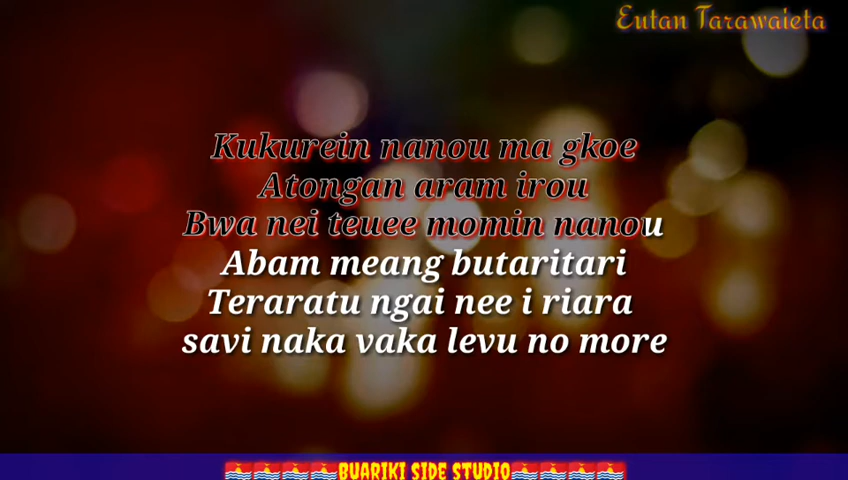 Eutan Tarawaieta
Kukurein nanou ma gkoe
Atongan aram irou
Bwa nei teuee momin nanou
Abam meang butaritari
Teraratu ngai nee i riara
savi naka vaka levu no more
BUARIKI SIDE STUDIO